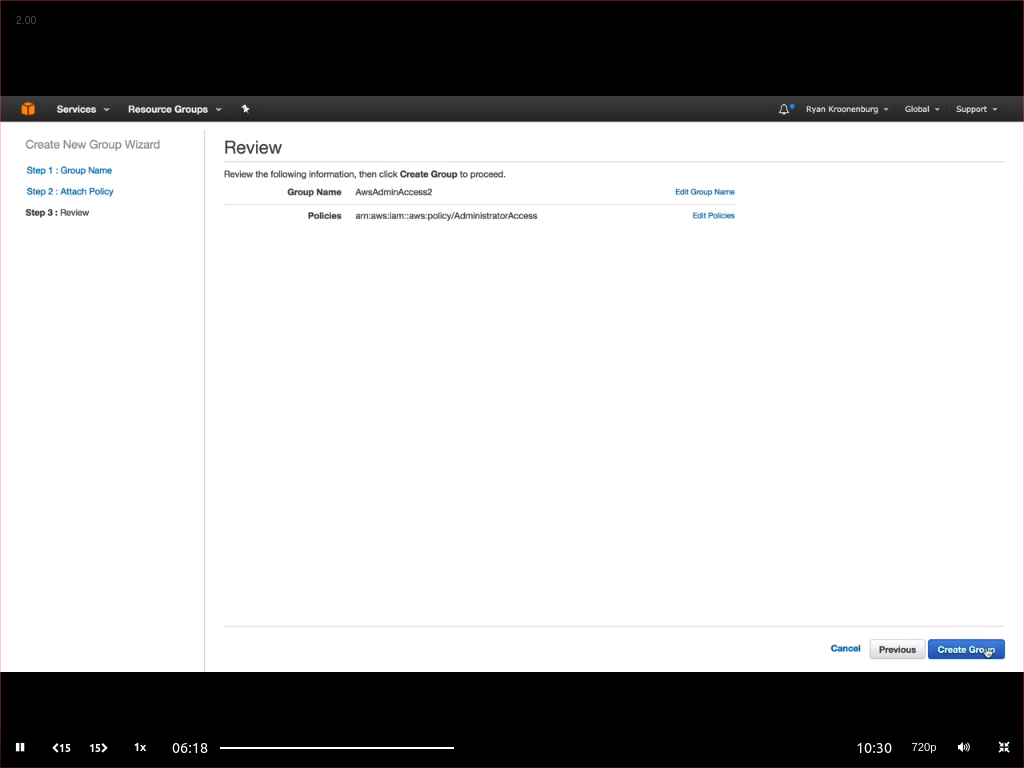 2.00
Services Resource Groups Ryan Kroonenburg Global Support
Create New Group Wizard
Step 1 : Group Name
Step 2 : Attach Policy
Step 3 : Review
Review
Review the following information, then click Create Group to proceed.
Group Name AwsAdminAccess2 Edit Group Name
Policies arn:aws:iam::aws:policy/AdministratorAccess Edit Policies
Cancel Previous Create Group
15 15 1x 06:18 10:30 720p